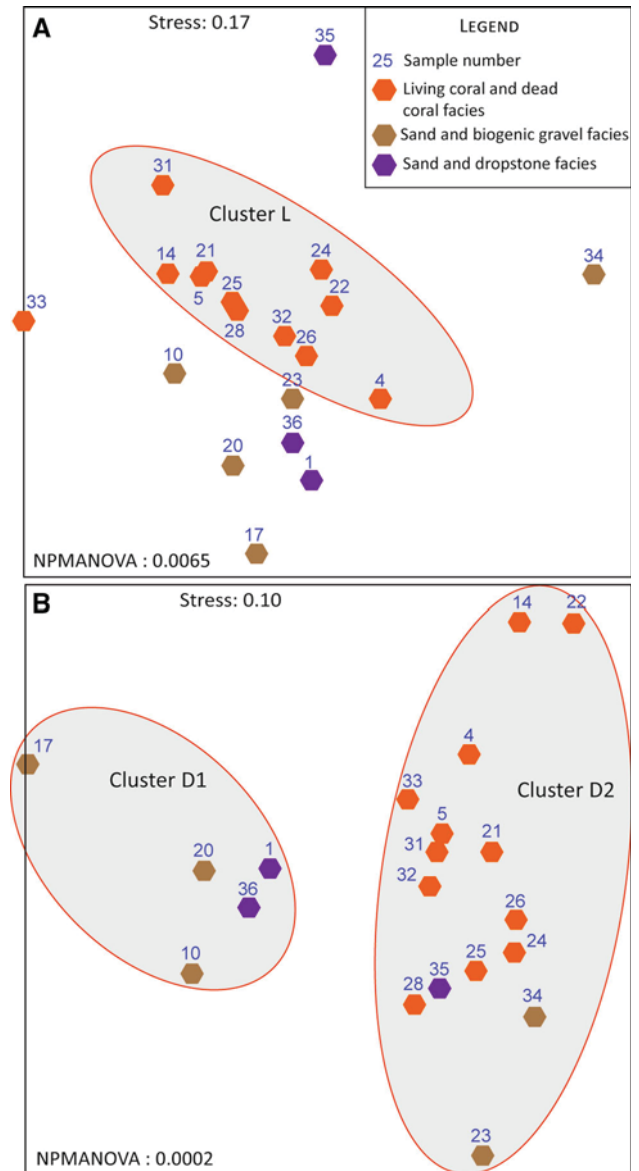 A
Stress: 0.17
35
LEGEND
25 Sample number
Living coral and dead
coral facies
Sand and biogenic gravel facies
Sand and dropstone facies
31
Cluster L
14
21
5
24
34
25
22
33
28
32
26
10
23
4
36
20
1
17
NPMANOVA : 0.0065
B
Stress: 0.10
14
22
17
4
Cluster D1
33
Cluster D2
5
21
31
20
1
32
36
26
24
10
25
35
28
34
23
NPMANOVA : 0.0002